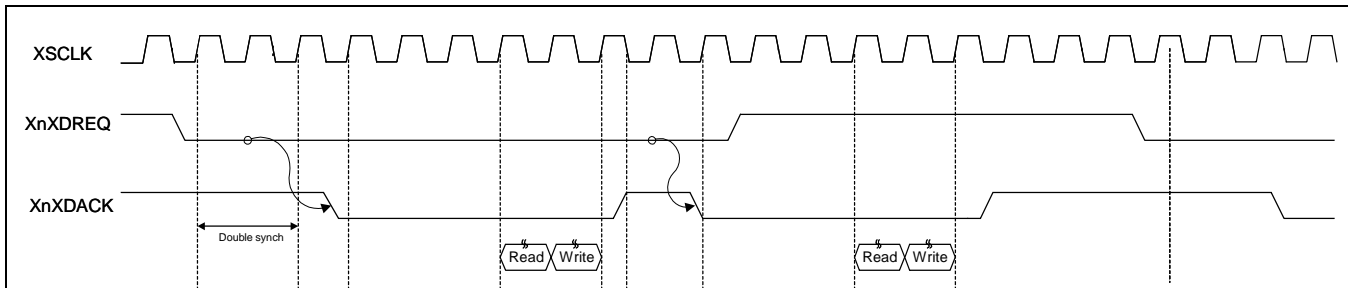 XSCLK
XnXDREQ
XnXDACK
Double synch
Read Write Read Write